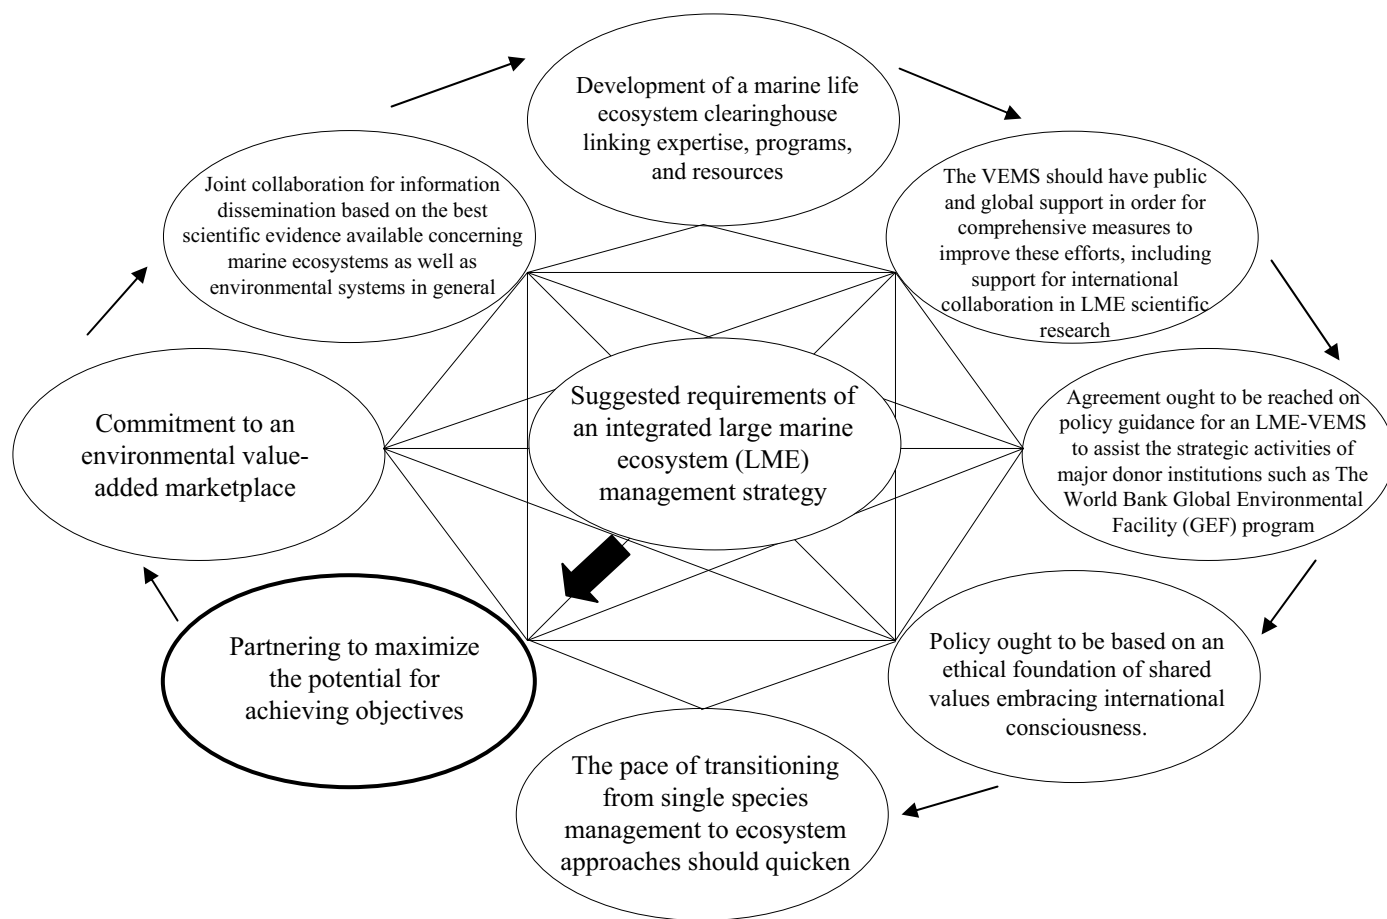 Development of a marine life
ecosystem clearinghouse
linking expertise, programs,
and resources
Joint collaboration for information
dissemination based on the best
scientific evidence available concerning
marine ecosystems as well as
environmental systems in general
The VEMS should have public
and global support in order for
comprehensive measures to
improve these efforts, including
support for international
collaboration in LME scientific
research
Commitment to an
environmental value-
added marketplace
Suggested requirements of
an integrated large marine
ecosystem (LME)
management strategy
Agreement ought to be reached on
policy guidance for an LME-VEMS
to assist the strategic activities of
major donor institutions such as The
World Bank Global Environmental
Facility (GEF) program
Partnering to maximize
the potential for
achieving objectives
Policy ought to be based on an
ethical foundation of shared
values embracing international
consciousness.
The pace of transitioning
from single species
management to ecosystem
approaches should quicken